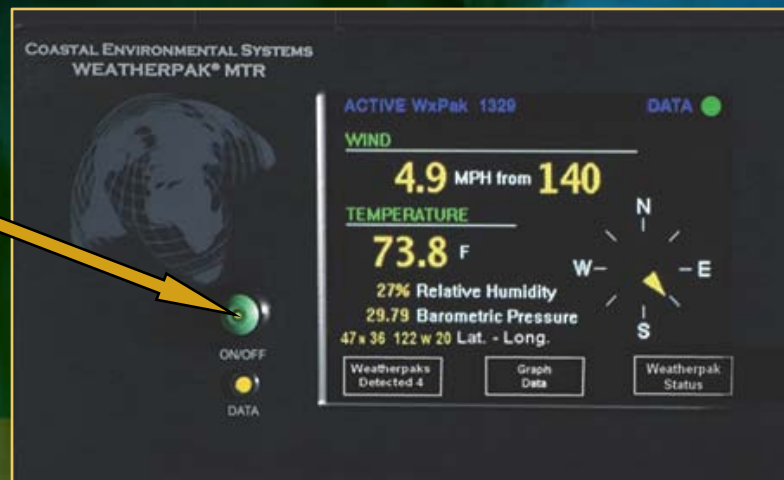 COASTAL ENVIRONMENTAL SYSTEMS
WEATHERPAK® MTR
ACTIVE WxPak 1329
DATA
WIND
4.9 MPH from 140
TEMPERATURE
73.8 F
27% Relative Humidity
29.79 Barometric Pressure
47 x 36 122 w 20 Lat. - Long.
N
W
E
S
Weatherpaks
Detected 4
Graph
Data
Weatherpak
Status
ON/OFF
DATA